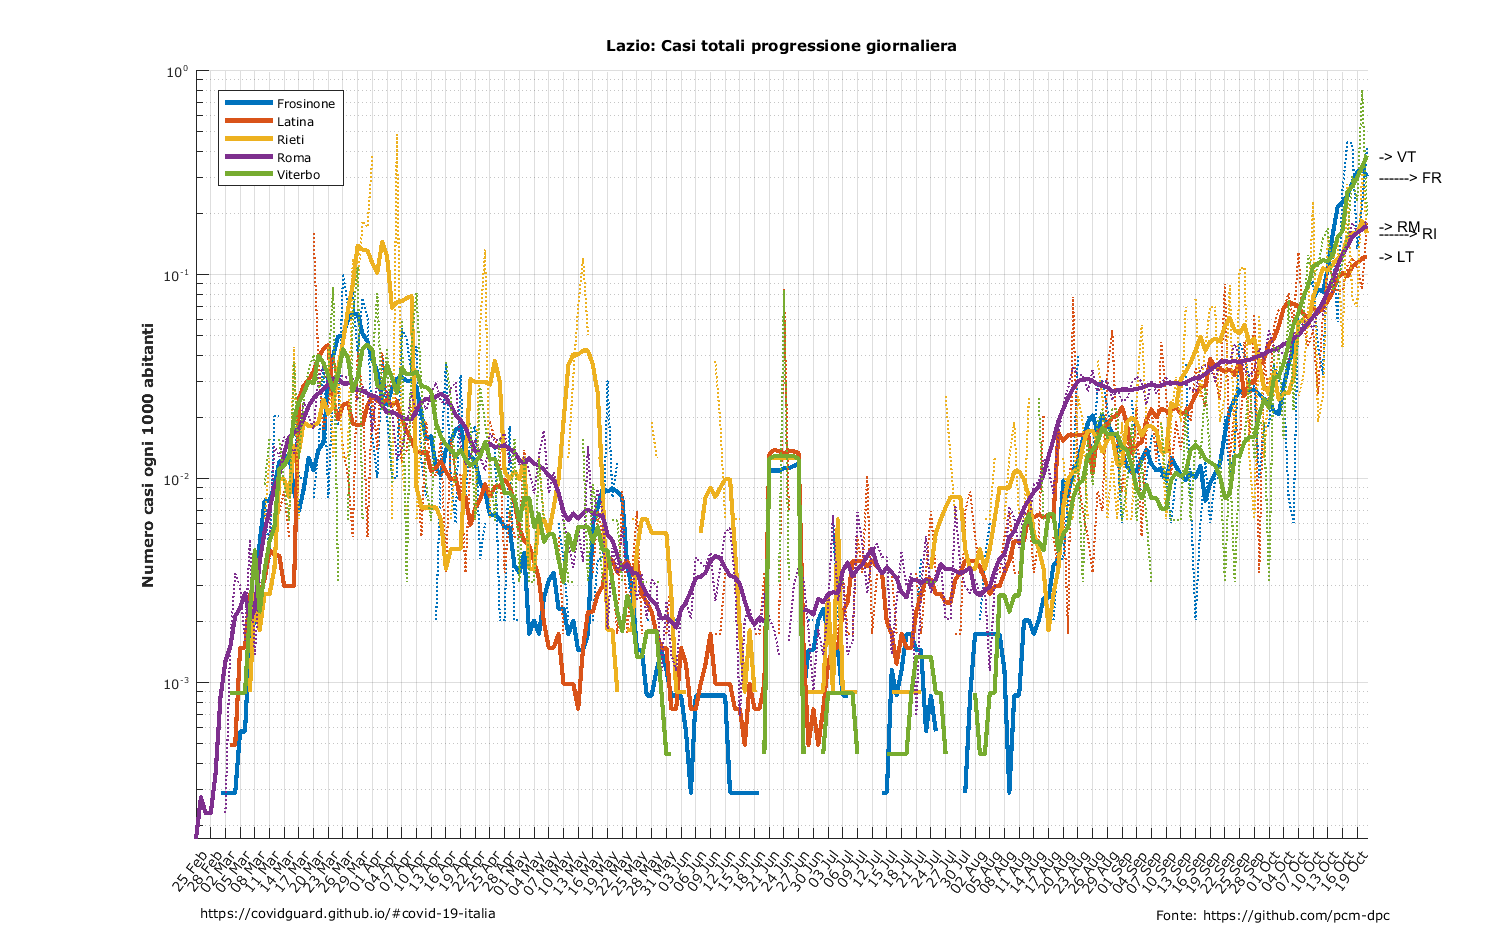 Lazio: Casi totali progressione giornaliera
10^0
10^-1
10^-2
10^-3
Numero casi ogni 1000 abitanti
Frosinone
Latina
Rieti
Roma
Viterbo
-> VT
------> FR
-> RM
------> RI
-> LT
25 Feb
28 Feb
02 Mar
05 Mar
08 Mar
11 Mar
14 Mar
17 Mar
20 Mar
23 Mar
26 Mar
29 Mar
01 Apr
04 Apr
07 Apr
10 Apr
13 Apr
16 Apr
19 Apr
22 Apr
25 Apr
28 Apr
01 May
04 May
07 May
10 May
13 May
16 May
19 May
22 May
25 May
28 May
31 May
03 Jun
06 Jun
09 Jun
12 Jun
15 Jun
18 Jun
21 Jun
24 Jun
27 Jun
30 Jun
03 Jul
06 Jul
09 Jul
12 Jul
15 Jul
18 Jul
21 Jul
24 Jul
27 Jul
30 Jul
02 Aug
05 Aug
08 Aug
11 Aug
14 Aug
17 Aug
20 Aug
23 Aug
26 Aug
29 Aug
01 Sep
04 Sep
07 Sep
10 Sep
13 Sep
16 Sep
19 Sep
22 Sep
25 Sep
28 Sep
01 Oct
04 Oct
07 Oct
10 Oct
13 Oct
16 Oct
19 Oct
https://covidguard.github.io/#covid-19-italia
Fonte: https://github.com/pcm-dpc